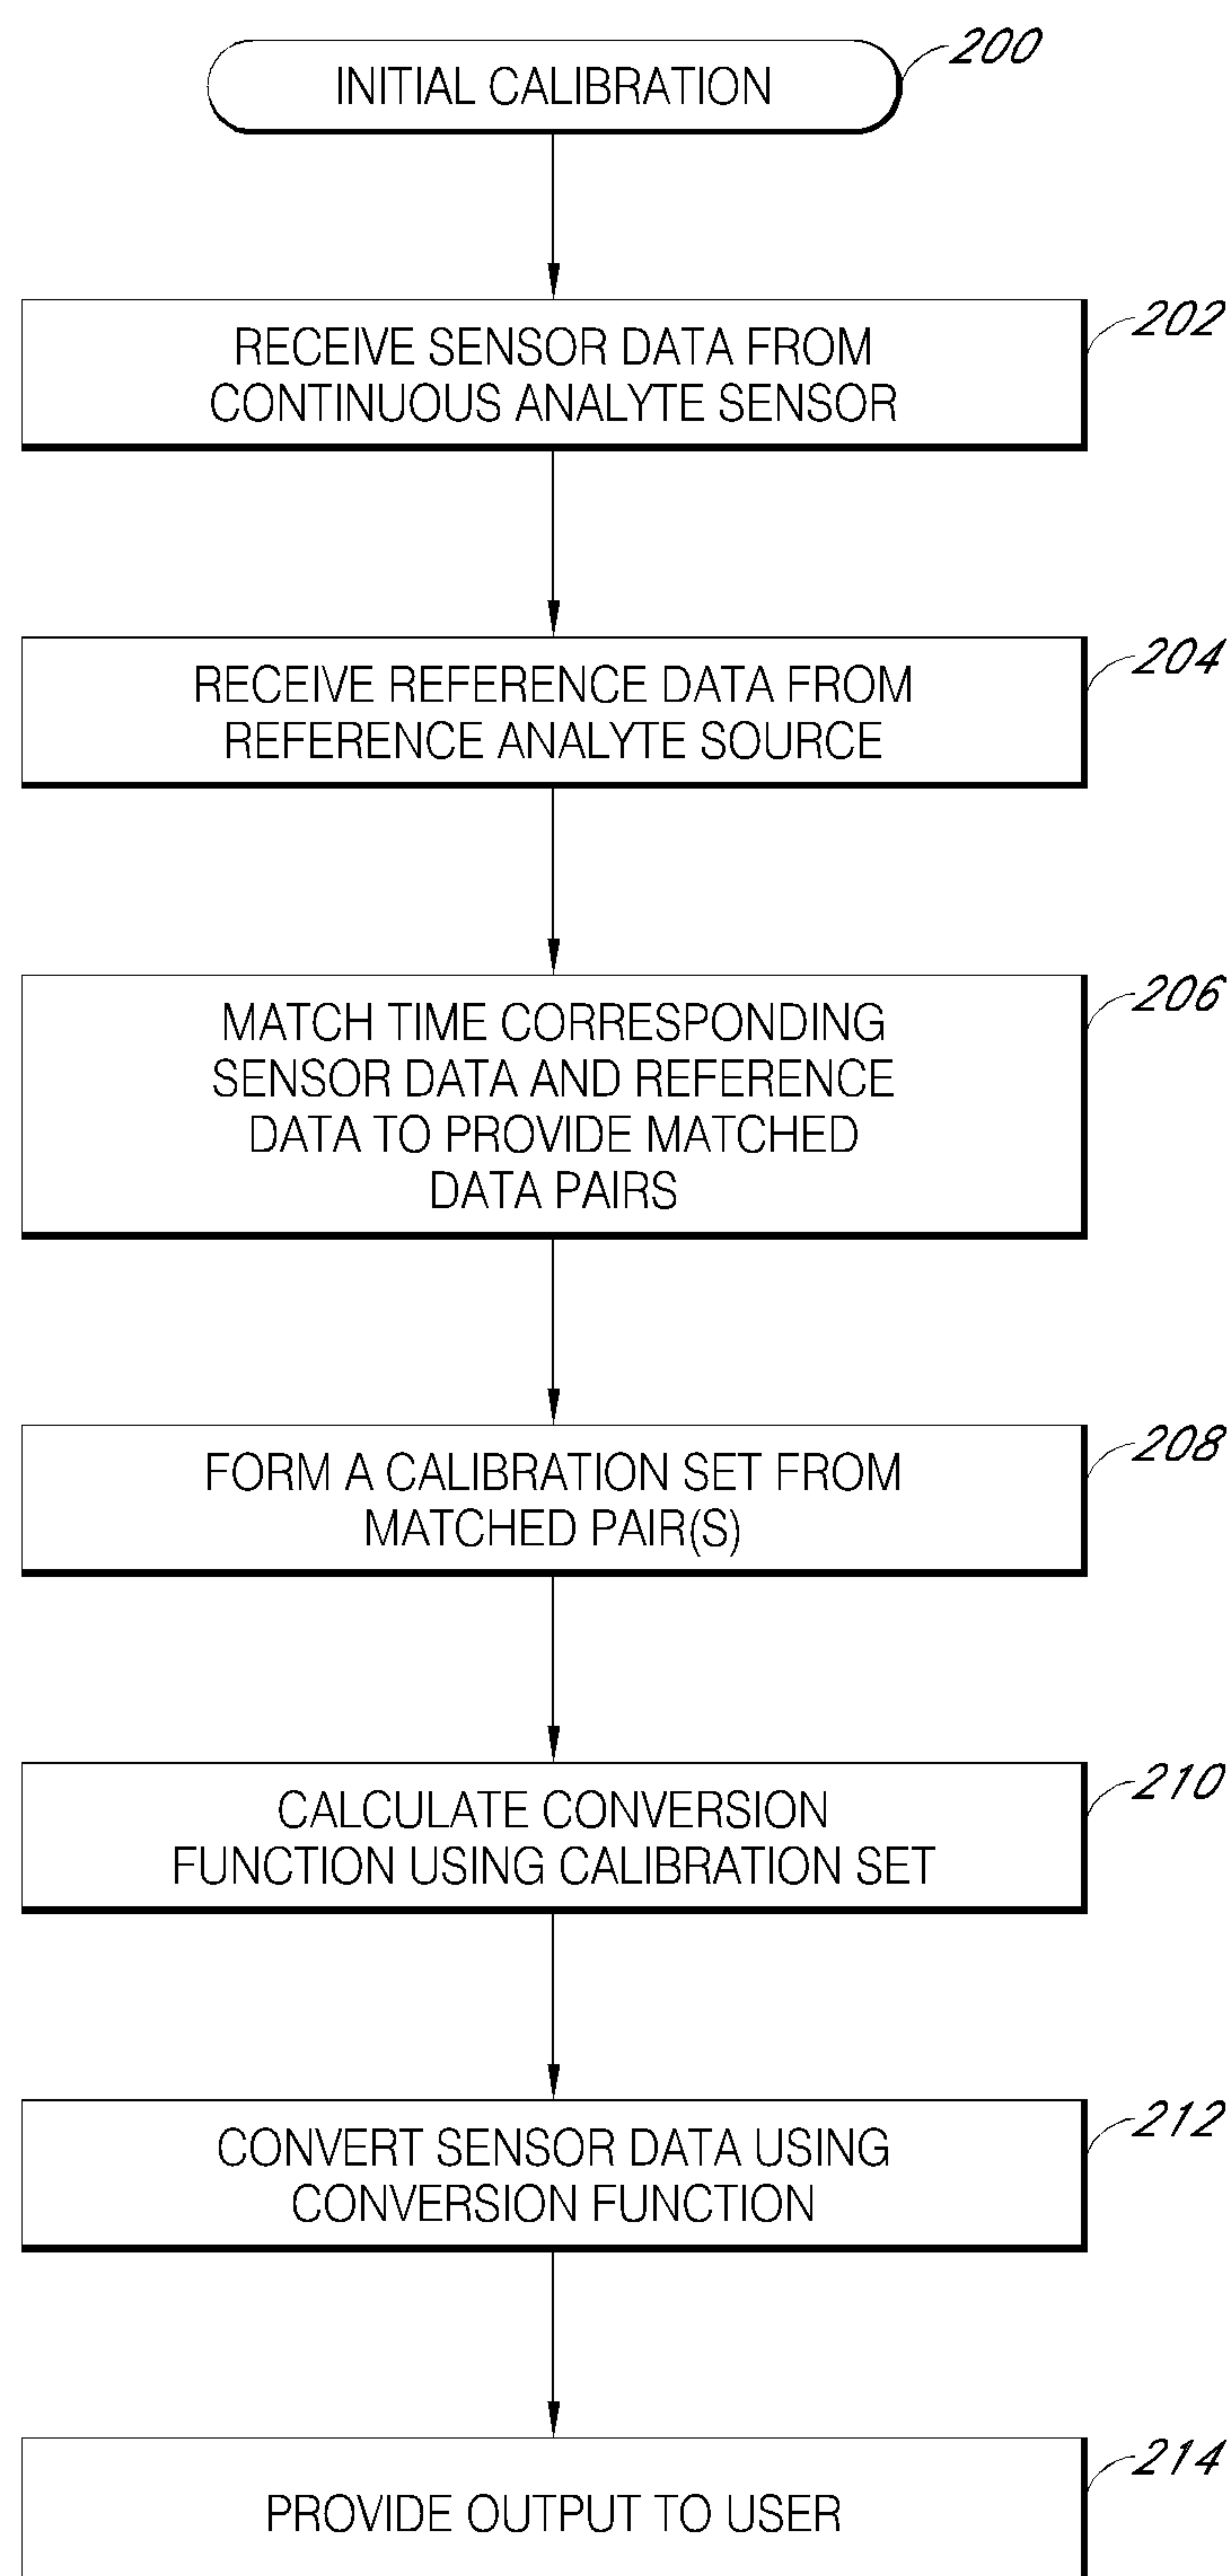 INITIAL CALIBRATION
200
RECEIVE SENSOR DATA FROM
CONTINUOUS ANALYTE SENSOR
202
RECEIVE REFERENCE DATA FROM
REFERENCE ANALYTE SOURCE
204
MATCH TIME CORRESPONDING
SENSOR DATA AND REFERENCE
DATA TO PROVIDE MATCHED
DATA PAIRS
206
FORM A CALIBRATION SET FROM
MATCHED PAIR(S)
208
CALCULATE CONVERSION
FUNCTION USING CALIBRATION SET
210
CONVERT SENSOR DATA USING
CONVERSION FUNCTION
212
PROVIDE OUTPUT TO USER
214